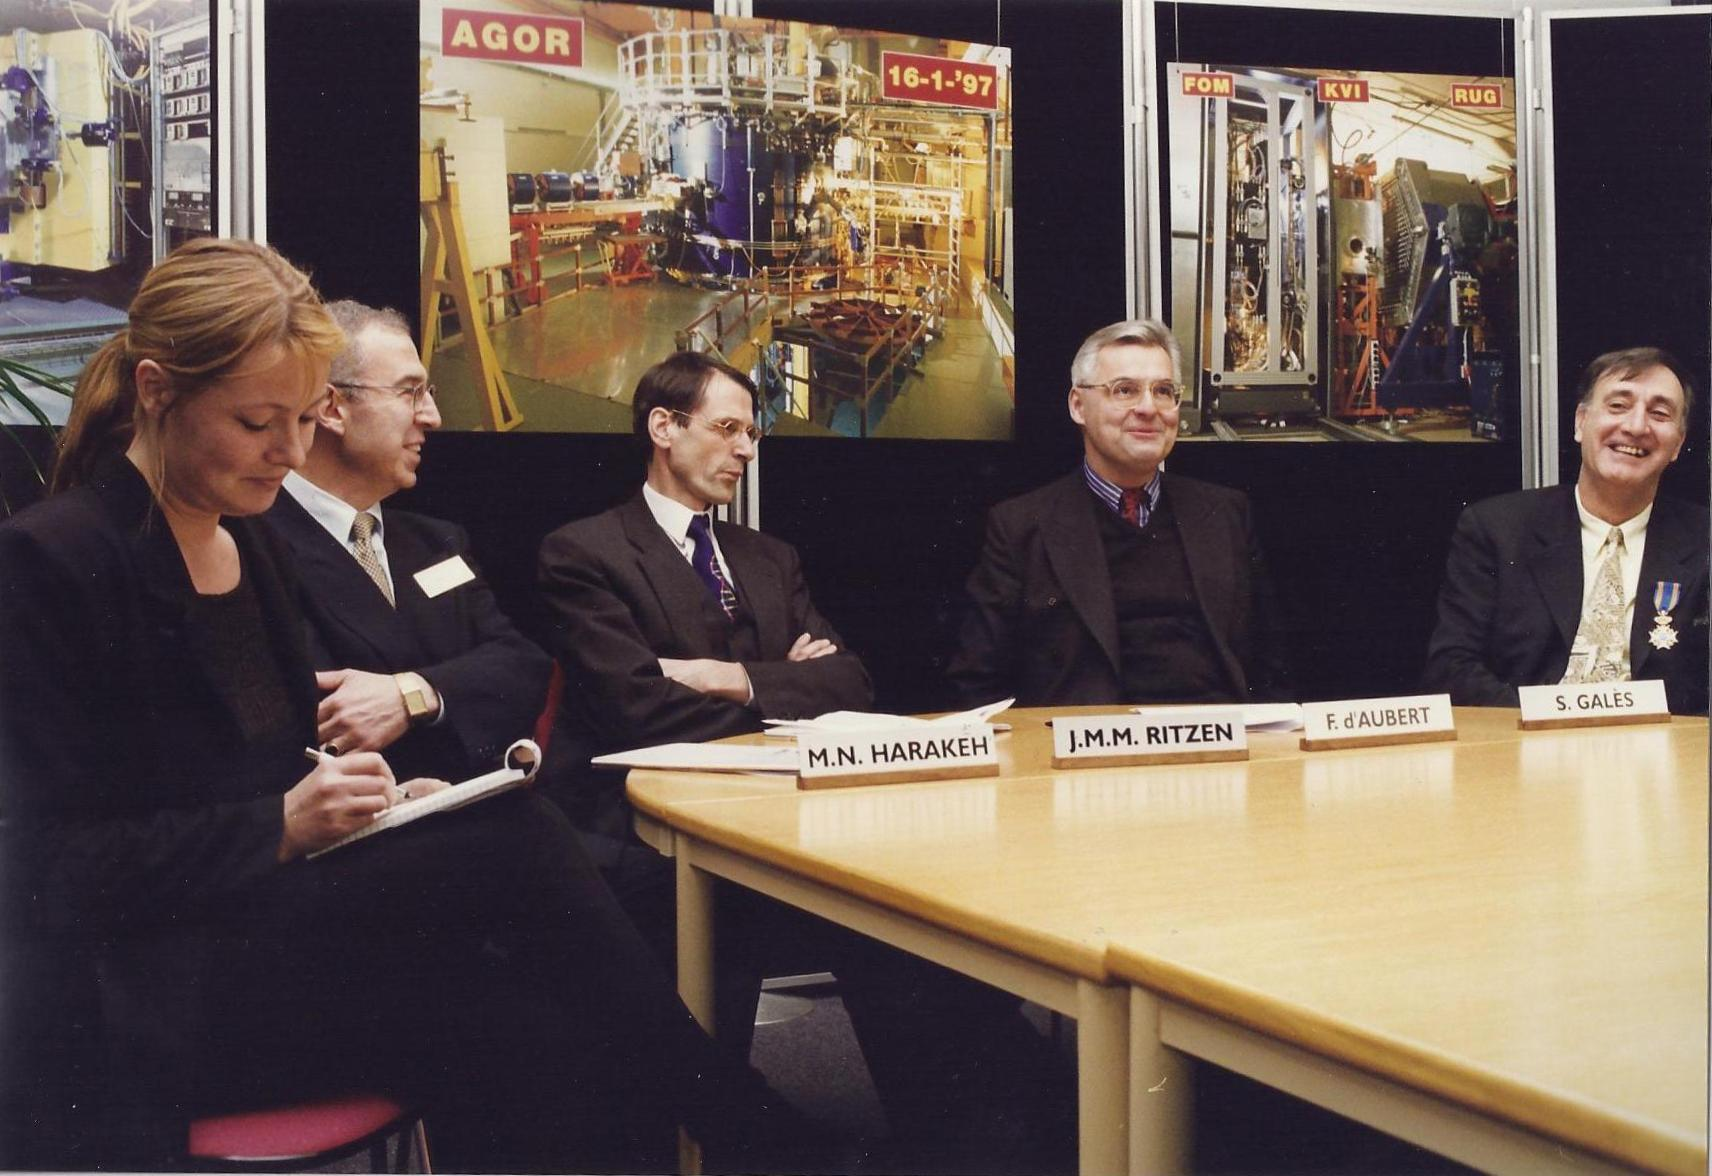 AGOR
16-1-'97
FOM
KVI
RUG
M.N. HARAKEH
J.M.M. RITZEN
F. d'AUBERT
S. GALÈS